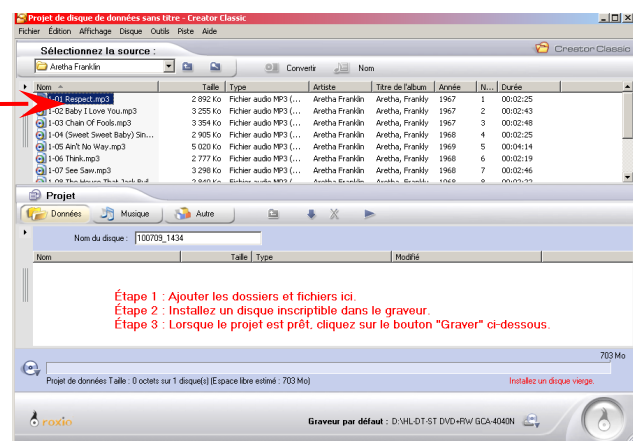 Projet de disque de données sans titre - Creator Classic
Fichier Édition Affichage Disque Outils Piste Aide
Sélectionnez la source :
Creator Classic
Aretha Franklin Convertir Nom
Nom Taille Type Artiste Titre de l'album Année N... Durée
1-01 Respect.mp3 2 892 Ko Fichier audio MP3 (... Aretha Franklin Aretha, Frankly 1967 1 00:02:25
1-02 Baby I Love You.mp3 3 255 Ko Fichier audio MP3 (... Aretha Franklin Aretha, Frankly 1967 2 00:02:43
1-03 Chain Of Fools.mp3 3 354 Ko Fichier audio MP3 (... Aretha Franklin Aretha, Frankly 1967 3 00:02:48
1-04 (Sweet Sweet Baby) Sin... 2 905 Ko Fichier audio MP3 (... Aretha Franklin Aretha, Frankly 1968 4 00:02:25
1-05 Ain't No Way.mp3 5 020 Ko Fichier audio MP3 (... Aretha Franklin Aretha, Frankly 1969 5 00:04:14
1-06 Think.mp3 2 777 Ko Fichier audio MP3 (... Aretha Franklin Aretha, Frankly 1968 6 00:02:19
1-07 See Saw.mp3 3 298 Ko Fichier audio MP3 (... Aretha Franklin Aretha, Frankly 1968 7 00:02:46
Projet
Données Musique Autre
Nom du disque : 100709_1434
Nom Taille Type Modifié
Étape 1 : Ajouter les dossiers et fichiers ici.
Étape 2 : Installez un disque inscriptible dans le graveur.
Étape 3 : Lorsque le projet est prêt, cliquez sur le bouton "Graver" ci-dessous.
703 Mo
Projet de données Taille : 0 octets sur 1 disque(s) (Espace libre estimé : 703 Mo) Installez un disque vierge.
roxio Graveur par défaut : D:\HL-DT-ST DVD+RW GCA-4040N